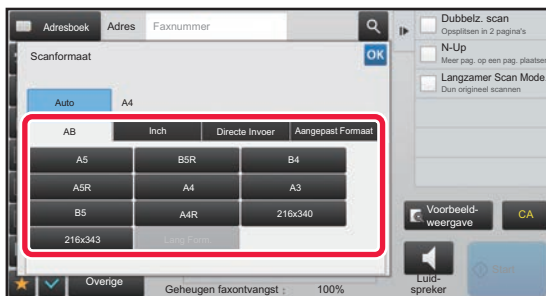 Adresboek Adres Faxnummer
Dubbelz. scan
Opsplitsen in 2 pagina's
N-Up
Meer pag. op een pag. plaatsen
Langzamer Scan Mode
Dun origineel scannen
Scanformaat OK
Auto A4
AB Inch Directe Invoer Aangepast Formaat
A5 B5R B4
A5R A4 A3
B5 A4R 216x340
216x343 Lang Form.
Voorbeeld-
weergave
CA
Overige
Geheugen faxontvangst : 100%
Luid-
spreker
Start